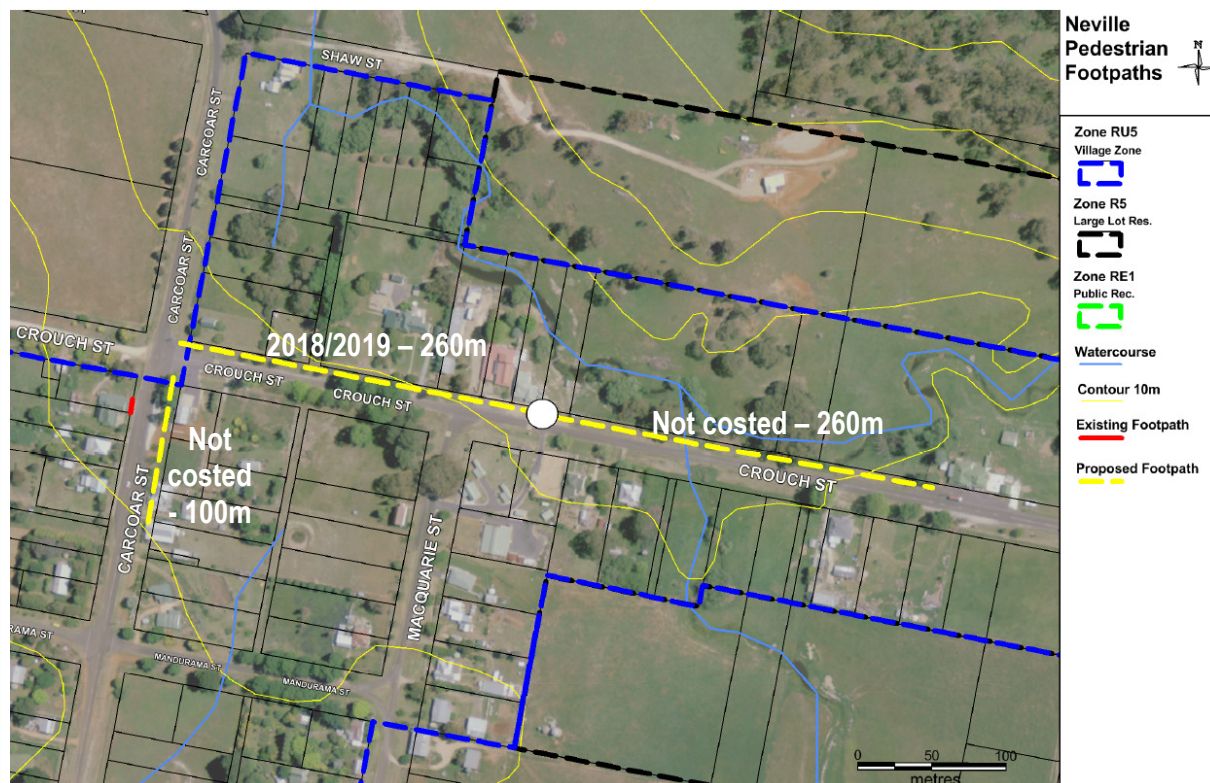 SHAW ST
CARCOAR ST
CARCOAR ST
CROUCH ST
2018/2019 – 260m
CROUCH ST
CROUCH ST
Not costed – 260m
CROUCH ST
Not
costed
- 100m
CARCOAR ST
MACQUARIE ST
RAMA ST
MANDURAMA ST
MANDURAMA ST
0 50 100
metres
Neville
Pedestrian
Footpaths
N
Zone RU5
Village Zone
Zone R5
Large Lot Res.
Zone RE1
Public Rec.
Watercourse
Contour 10m
Existing Footpath
Proposed Footpath